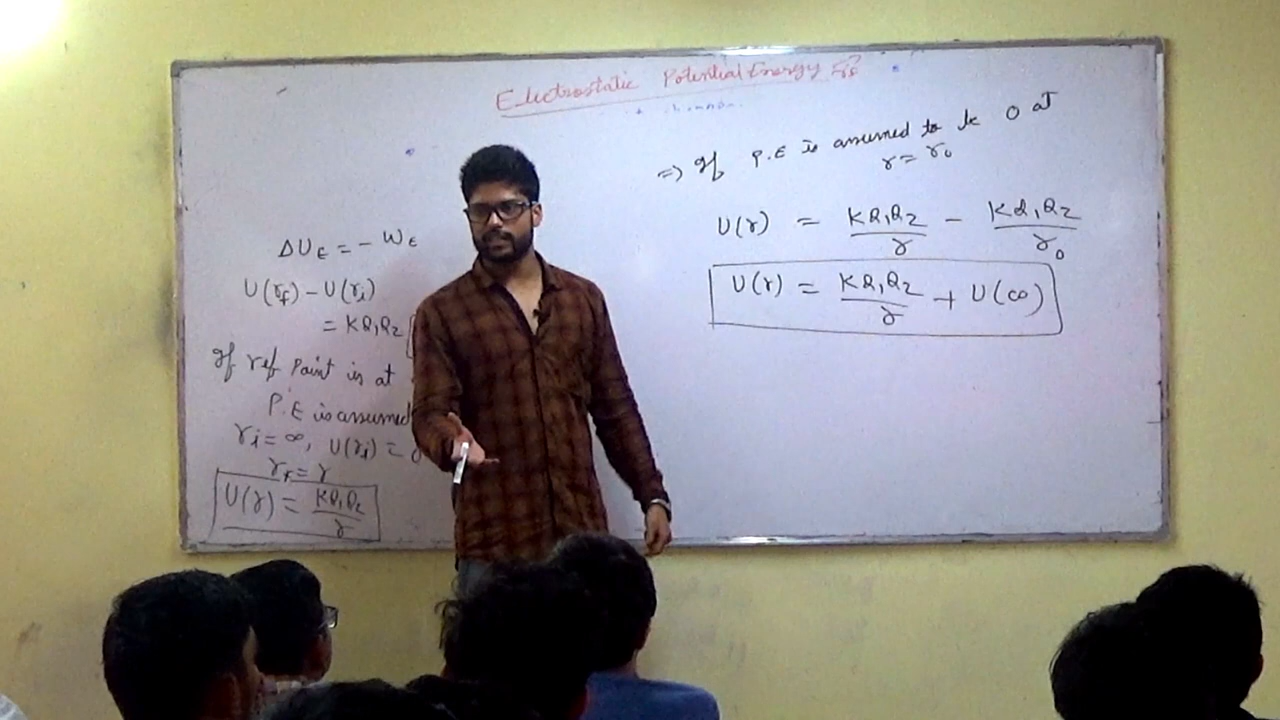 Electrostatic Potential Energy
ΔU_E = - W_E
U(r_f) - U(r_i)
= KQ₁Q₂
If ref Point is at
P.E is assumed
r_i = ∞, U(r_i) =
r_f = r
U(r) = KQ₁Q₂/r
=> If P.E is assumed to be 0 at
r = r₀
U(r) = KQ₁Q₂/r - KQ₁Q₂/r₀
U(r) = KQ₁Q₂/r + U(∞)